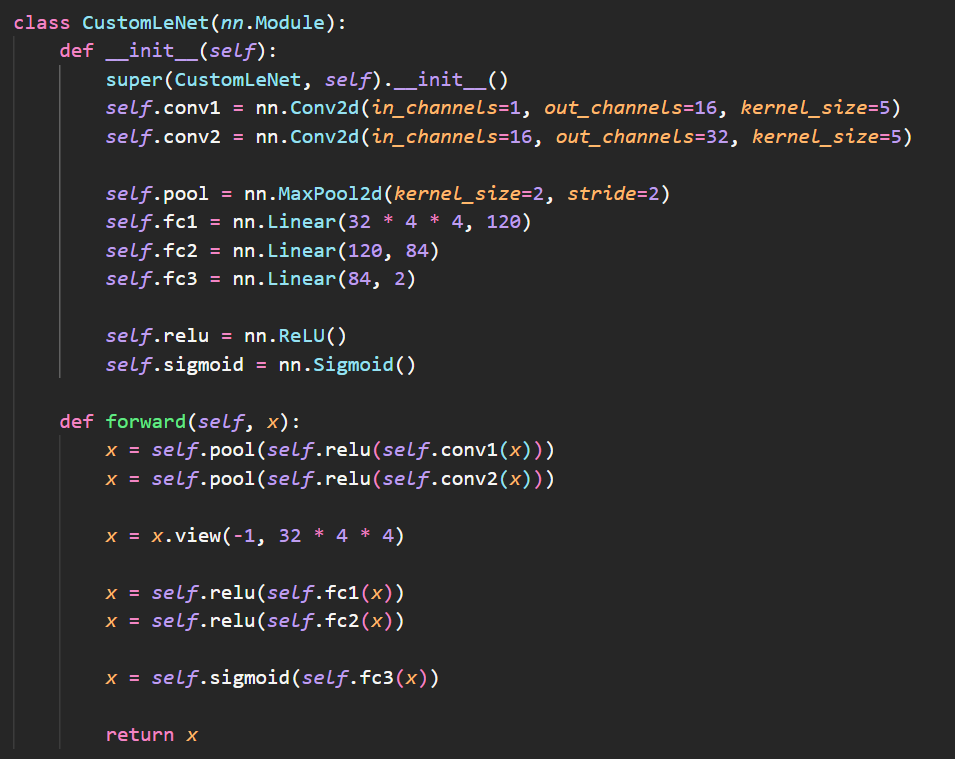 class CustomLeNet(nn.Module):
    def __init__(self):
        super(CustomLeNet, self).__init__()
        self.conv1 = nn.Conv2d(in_channels=1, out_channels=16, kernel_size=5)
        self.conv2 = nn.Conv2d(in_channels=16, out_channels=32, kernel_size=5)

        self.pool = nn.MaxPool2d(kernel_size=2, stride=2)
        self.fc1 = nn.Linear(32 * 4 * 4, 120)
        self.fc2 = nn.Linear(120, 84)
        self.fc3 = nn.Linear(84, 2)

        self.relu = nn.ReLU()
        self.sigmoid = nn.Sigmoid()

    def forward(self, x):
        x = self.pool(self.relu(self.conv1(x)))
        x = self.pool(self.relu(self.conv2(x)))

        x = x.view(-1, 32 * 4 * 4)

        x = self.relu(self.fc1(x))
        x = self.relu(self.fc2(x))

        x = self.sigmoid(self.fc3(x))

        return x